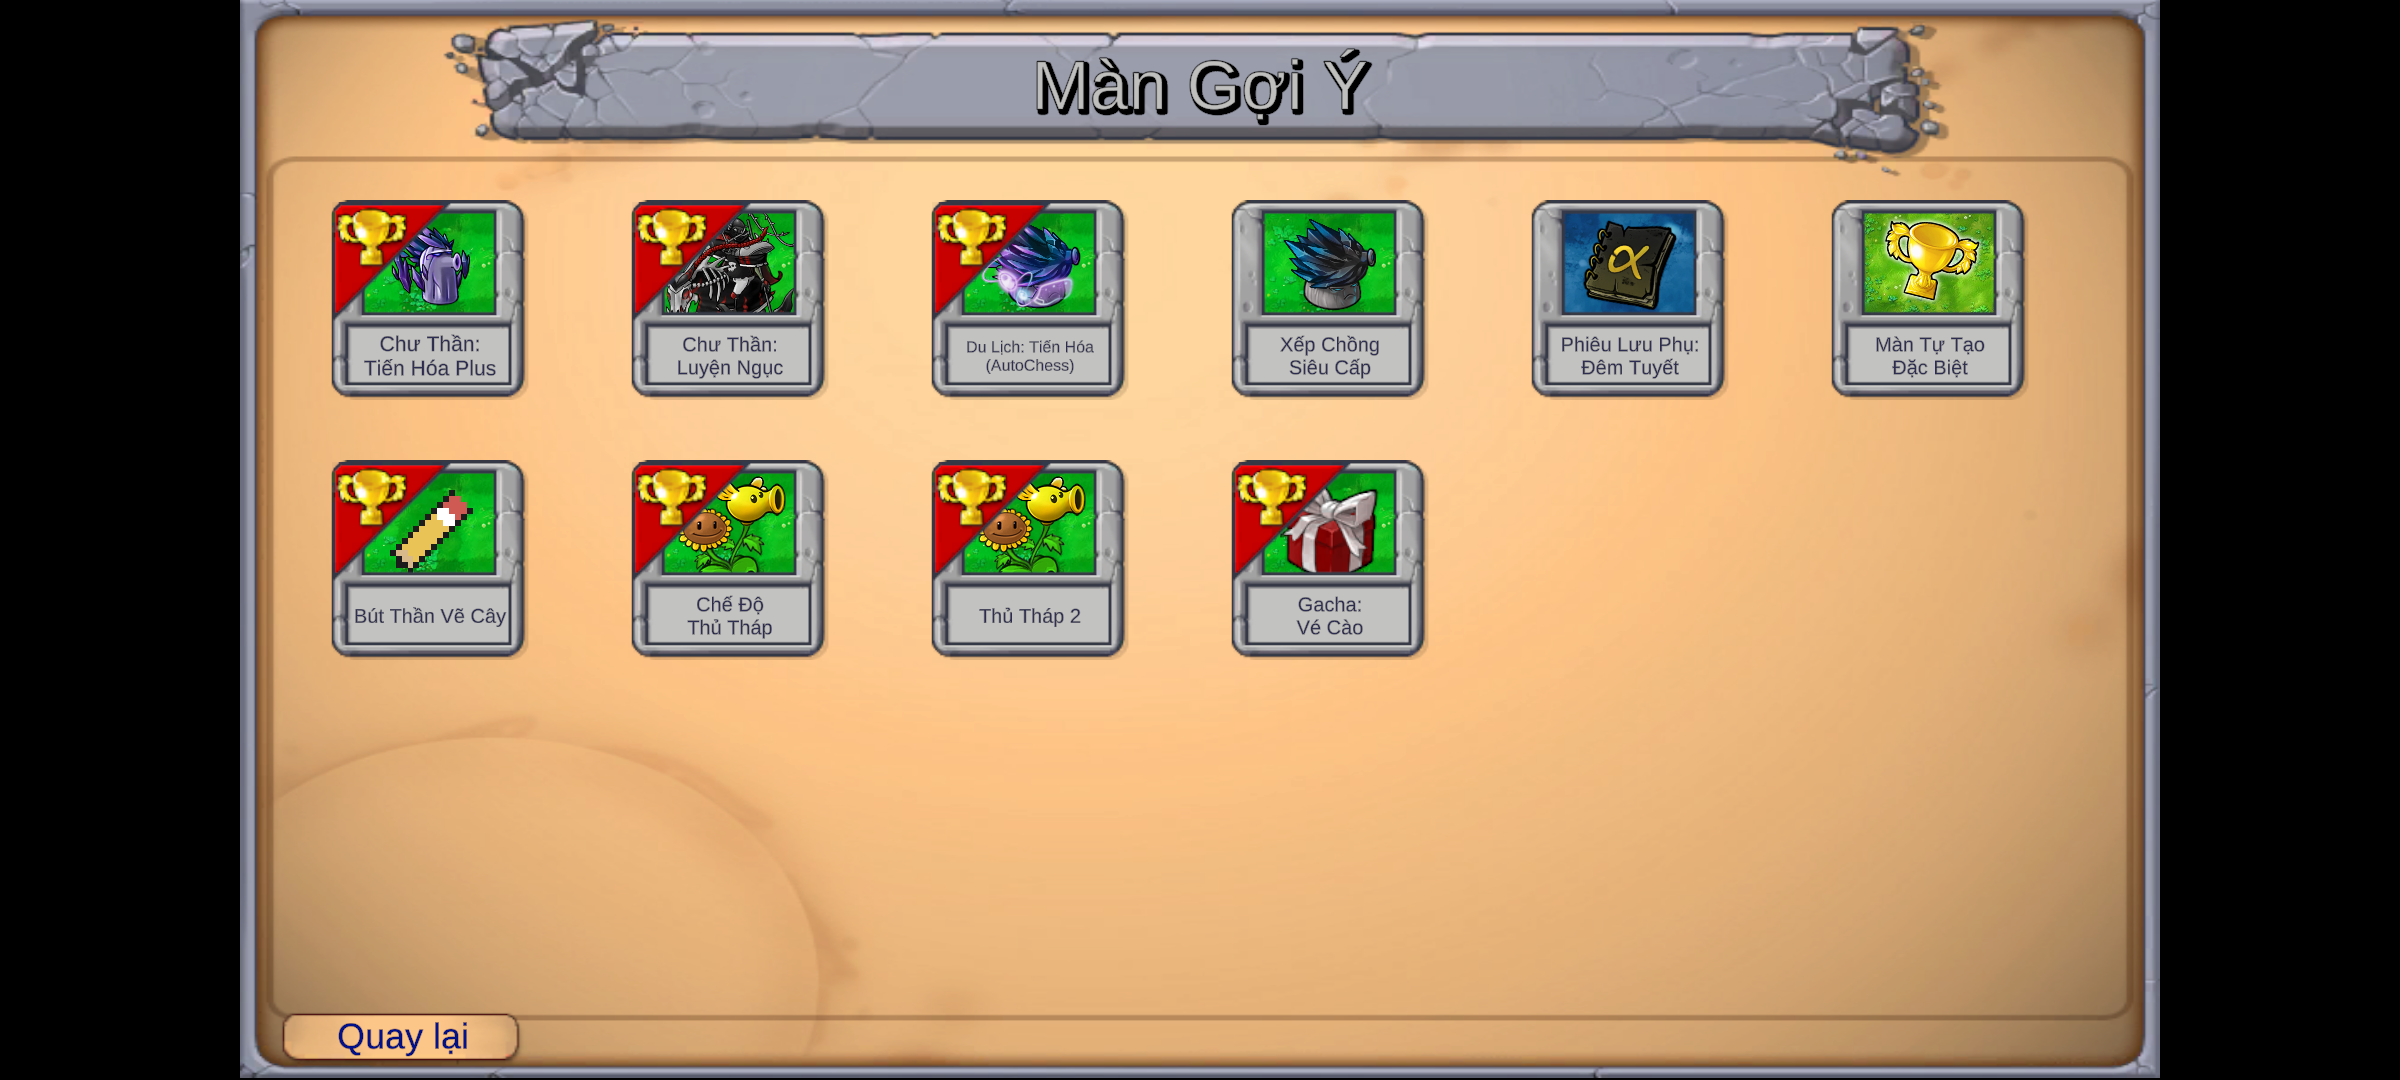 Màn Gợi Ý
Chư Thần:
Tiến Hóa Plus
Chư Thần:
Luyện Ngục
Du Lịch: Tiến Hóa
(AutoChess)
Xếp Chồng
Siêu Cấp
Phiêu Lưu Phụ:
Đêm Tuyết
Màn Tự Tạo
Đặc Biệt
Bút Thần Vẽ Cây
Chế Độ
Thủ Tháp
Thủ Tháp 2
Gacha:
Vé Cào
Quay lại